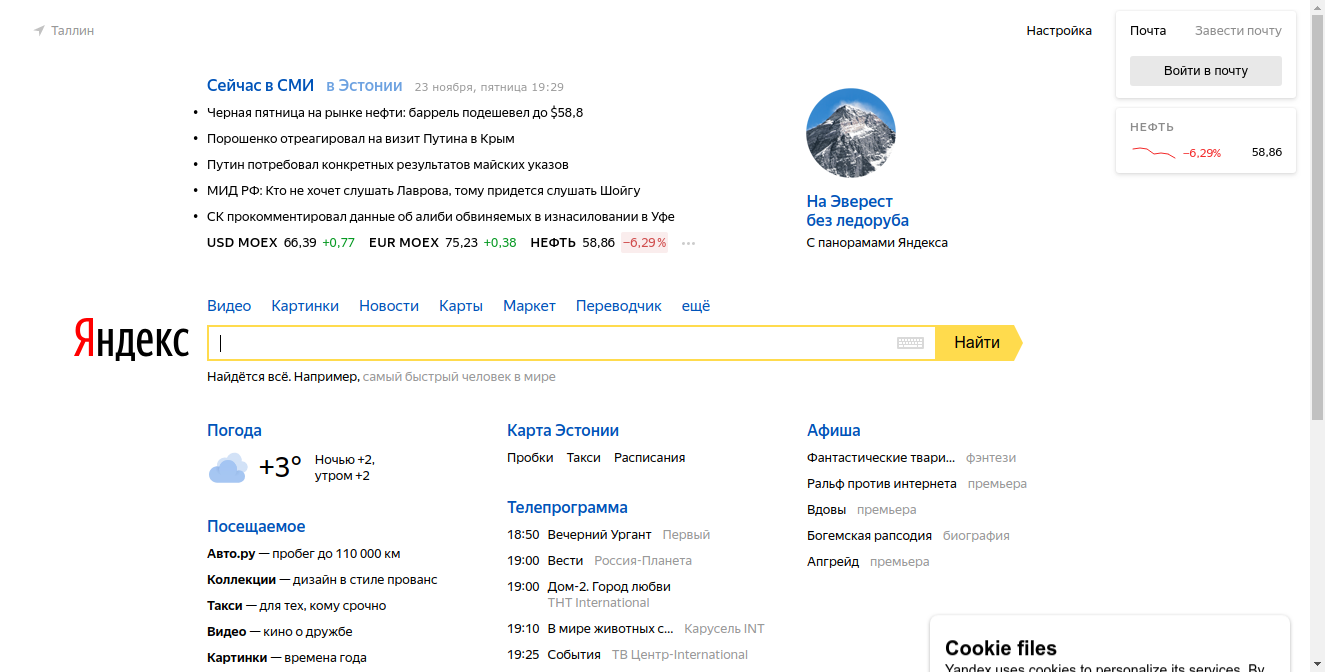 Таллин
Настройка
Почта Завести почту
Войти в почту
НЕФТЬ
−6,29% 58,86
Сейчас в СМИ в Эстонии 23 ноября, пятница 19:29
• Черная пятница на рынке нефти: баррель подешевел до $58,8
• Порошенко отреагировал на визит Путина в Крым
• Путин потребовал конкретных результатов майских указов
• МИД РФ: Кто не хочет слушать Лаврова, тому придется слушать Шойгу
• СК прокомментировал данные об алиби обвиняемых в изнасиловании в Уфе
USD MOEX 66,39 +0,77 EUR MOEX 75,23 +0,38 НЕФТЬ 58,86 −6,29% ...
На Эверест
без ледоруба
С панорамами Яндекса
Видео Картинки Новости Карты Маркет Переводчик ещё
Яндекс
Найти
Найдётся всё. Например, самый быстрый человек в мире
Погода
+3°
Ночью +2,
утром +2
Посещаемое
Авто.ру — пробег до 110 000 км
Коллекции — дизайн в стиле прованс
Такси — для тех, кому срочно
Видео — кино о дружбе
Картинки — времена года
Карта Эстонии
Пробки Такси Расписания
Телепрограмма
18:50 Вечерний Ургант Первый
19:00 Вести Россия-Планета
19:00 Дом-2. Город любви
ТНТ International
19:10 В мире животных с... Карусель INT
19:25 События ТВ Центр-International
Афиша
Фантастические твари... фэнтези
Ральф против интернета премьера
Вдовы премьера
Богемская рапсодия биография
Апгрейд премьера
Cookie files
Yandex uses cookies to personalize its services. By